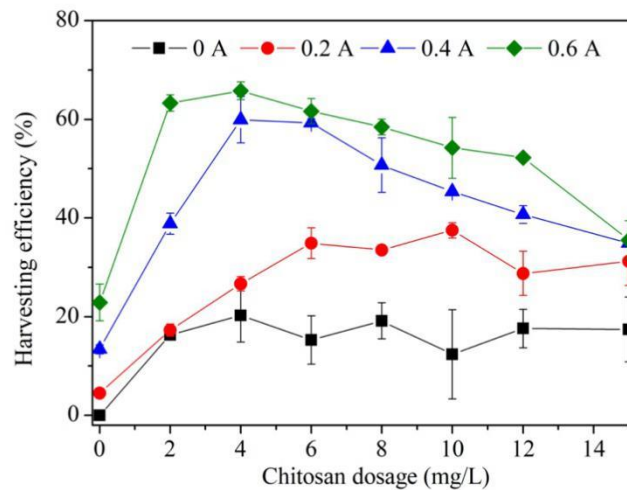 80
0 A 0.2 A 0.4 A 0.6 A
60
40
20
0
Harvesting efficiency (%)
0 2 4 6 8 10 12 14
Chitosan dosage (mg/L)